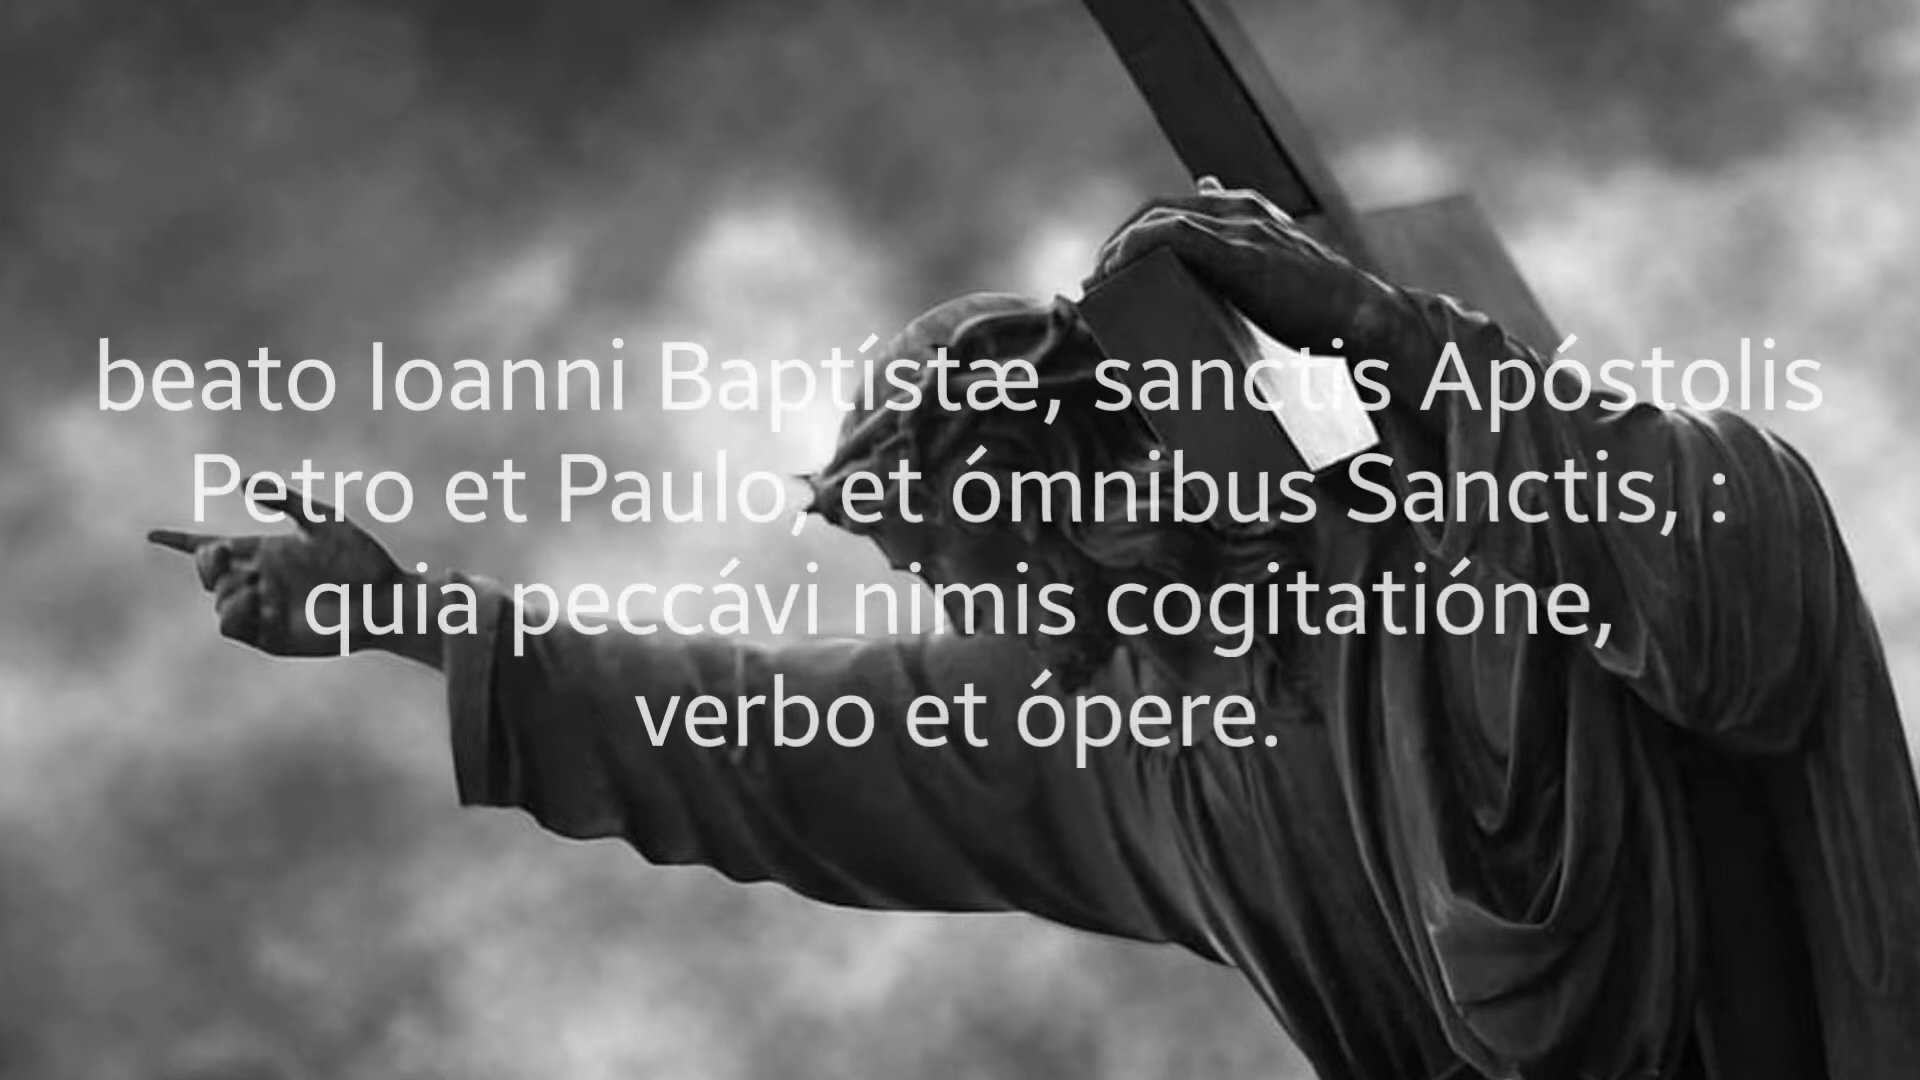 beato Ioanni Baptístæ, sanctis Apóstolis
Petro et Paulo, et ómnibus Sanctis, :
quia peccávi nimis cogitatióne,
verbo et ópere.